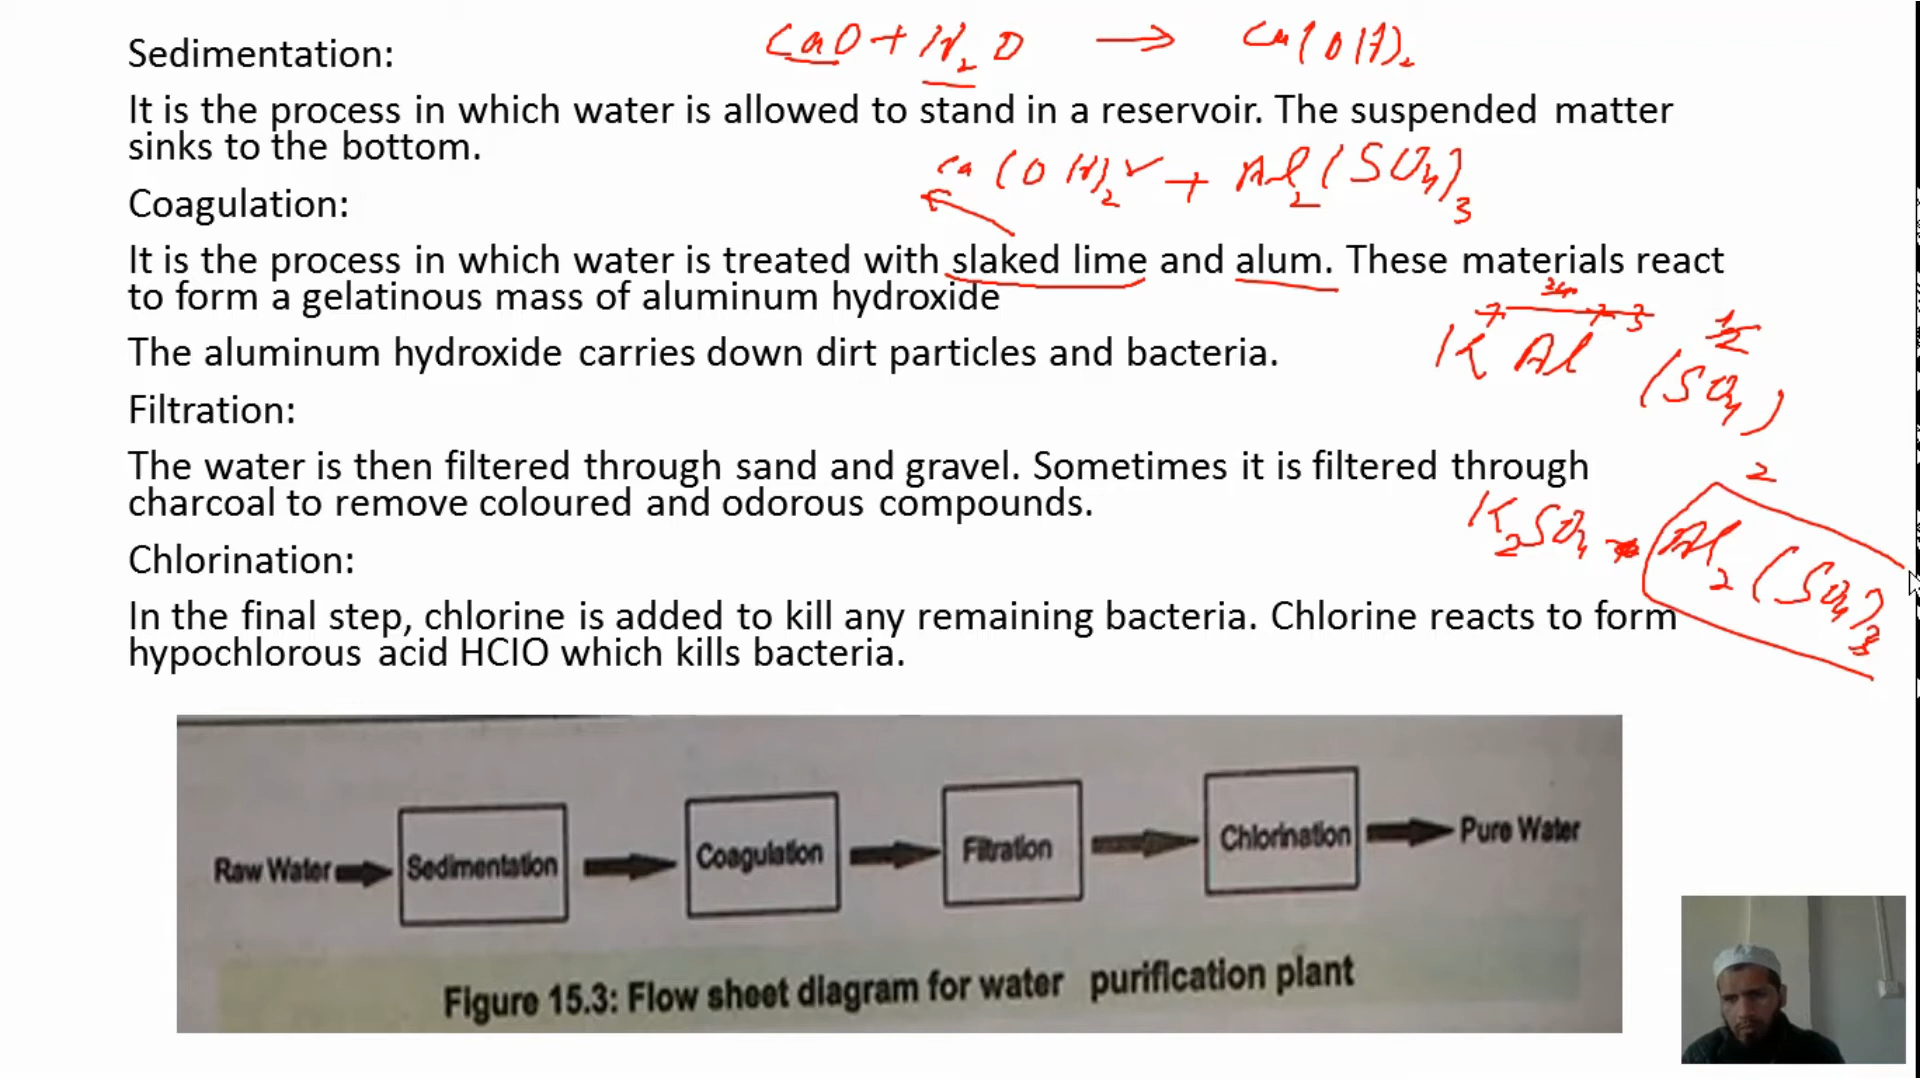 Sedimentation:
CaO + H₂O → Ca(OH)₂
It is the process in which water is allowed to stand in a reservoir. The suspended matter
sinks to the bottom.
Ca(OH)₂ + Al₂(SO₄)₃
Coagulation:
It is the process in which water is treated with slaked lime and alum. These materials react
to form a gelatinous mass of aluminum hydroxide
The aluminum hydroxide carries down dirt particles and bacteria.
K Al (SO₄)
2
Filtration:
The water is then filtered through sand and gravel. Sometimes it is filtered through
charcoal to remove coloured and odorous compounds.
K₂SO₄ Al₂(SO₄)₃
Chlorination:
In the final step, chlorine is added to kill any remaining bacteria. Chlorine reacts to form
hypochlorous acid HClO which kills bacteria.
Raw Water
Sedimentation
Coagulation
Filtration
Chlorination
Pure Water
Figure 15.3: Flow sheet diagram for water purification plant